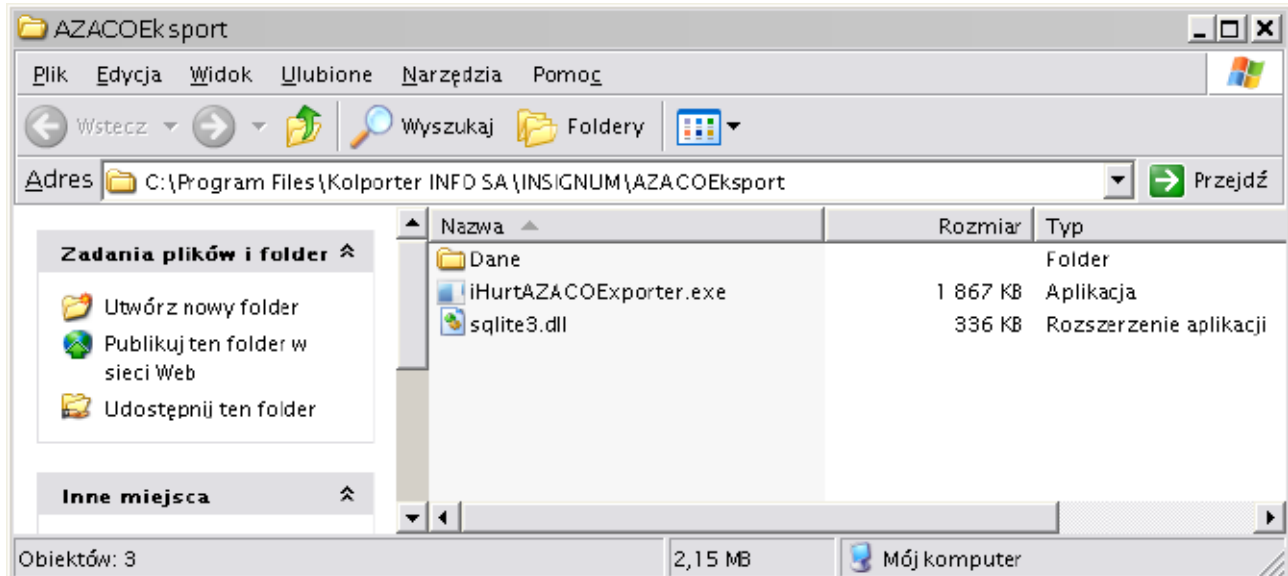 AZACOEksport
Plik Edycja Widok Ulubione Narzędzia Pomoc
Wstecz Wyszukaj Foldery
Adres C:\Program Files\Kolporter INFO SA\INSIGNUM\AZACOEksport Przejdź
Nazwa Rozmiar Typ
Zadania plików i folder
Dane Folder
iHurtAZACOExporter.exe 1 867 KB Aplikacja
sqlite3.dll 336 KB Rozszerzenie aplikacji
Utwórz nowy folder
Publikuj ten folder w
sieci Web
Udostępnij ten folder
Inne miejsca
Obiektów: 3 2,15 MB Mój komputer